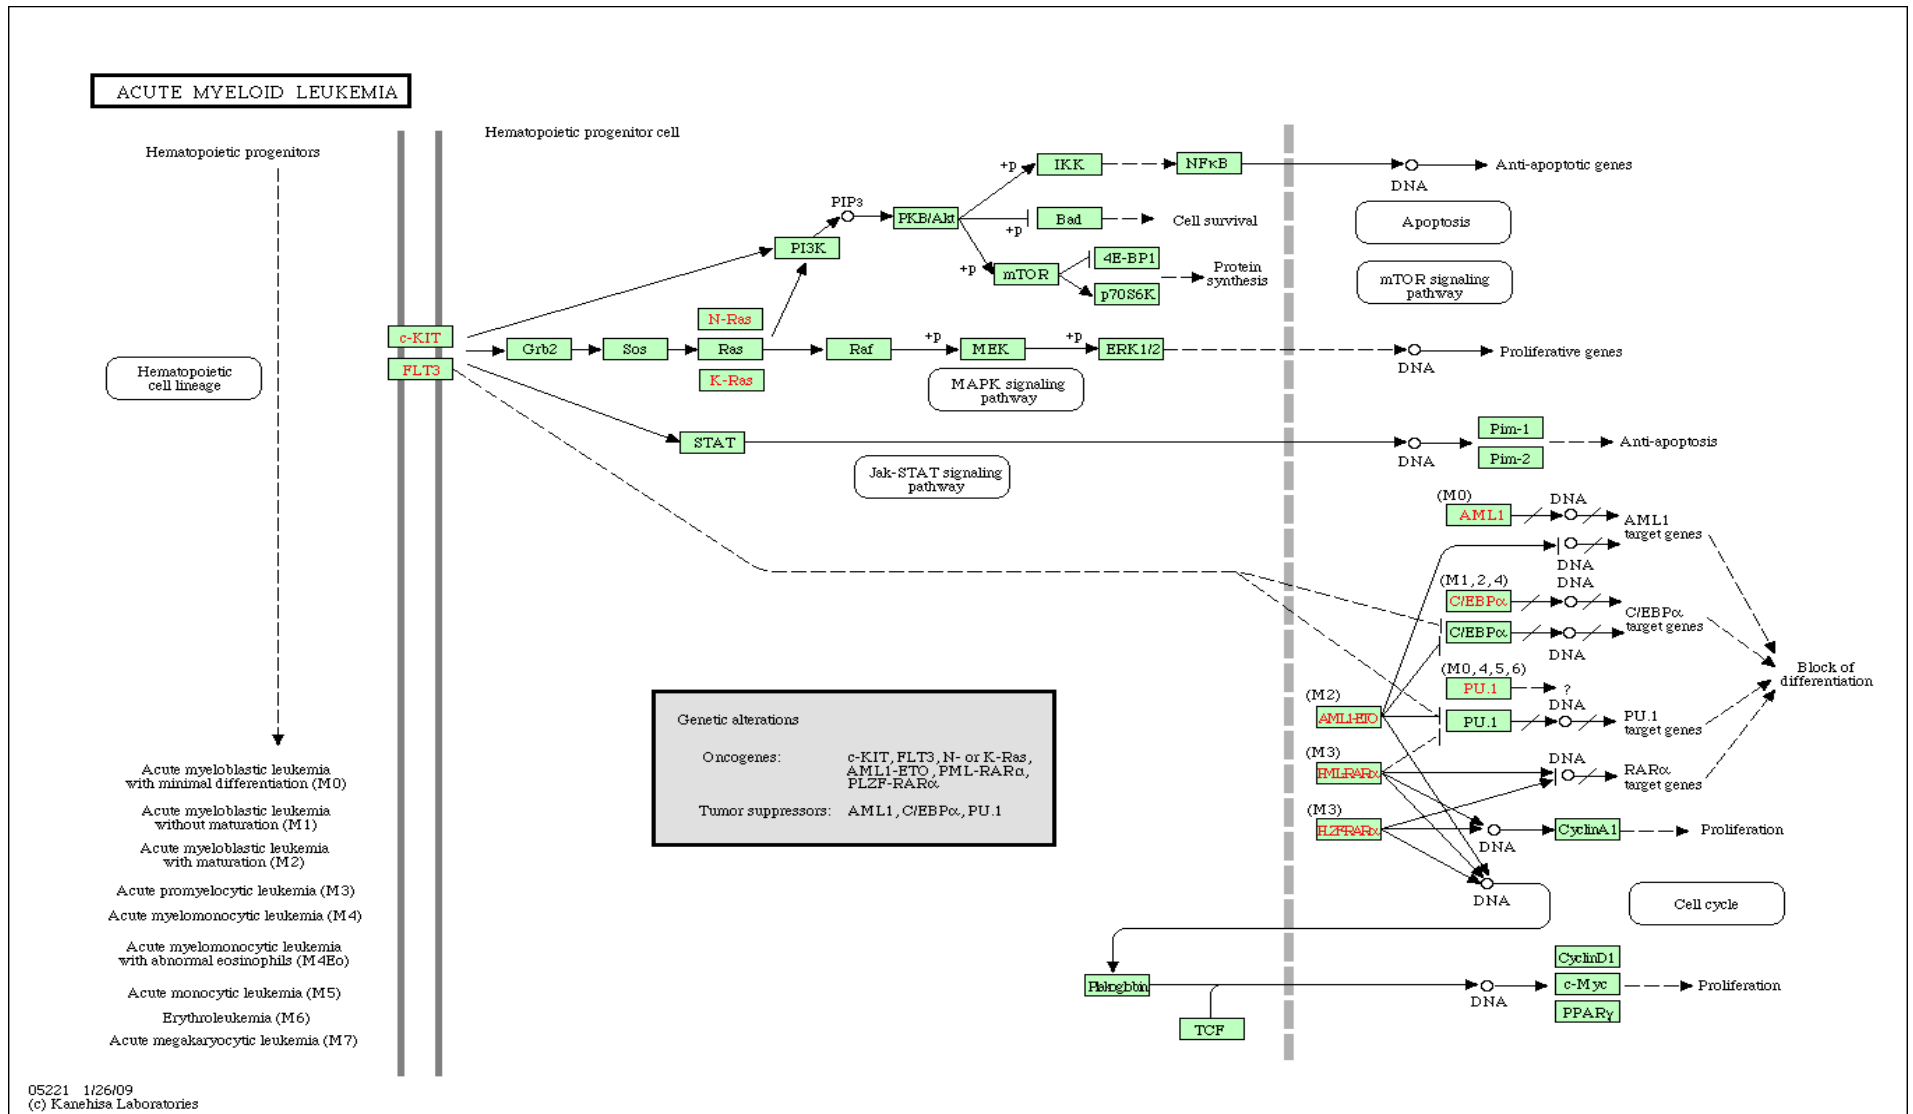 ACUTE MYELOID LEUKEMIA
Hematopoietic progenitor cell
Hematopoietic progenitors
+p
IKK
NFκB
DNA
Anti-apoptotic genes
PIP3
PKB/Akt
+p
Bad
Cell survival
Apoptosis
PI3K
+p
mTOR
4E-BP1
p70S6K
Protein
synthesis
mTOR signaling
pathway
c-KIT
FLT3
Grb2
Sos
N-Ras
Ras
K-Ras
Raf
+p
MEK
+p
ERK1/2
DNA
Proliferative genes
Hematopoietic
cell lineage
MAPK signaling
pathway
STAT
DNA
Pim-1
Pim-2
Anti-apoptosis
Jak-STAT signaling
pathway
(M0)
AML1
DNA
AML1
target genes
DNA
(M1,2,4)
C/EBPα
DNA
C/EBPα
target genes
C/EBPα
DNA
(M0,4,5,6)
PU.1
?
Block of
differentiation
(M2)
AML1-ETO
PU.1
DNA
PU.1
target genes
(M3)
PML-RARα
DNA
RARα
target genes
(M3)
PLZF-RARα
DNA
CyclinA1
Proliferation
DNA
Cell cycle
Genetic alterations
Oncogenes: c-KIT, FLT3, N- or K-Ras,
AML1-ETO, PML-RARα,
PLZF-RARα
Tumor suppressors: AML1, C/EBPα, PU.1
Acute myeloblastic leukemia
with minimal differentiation (M0)
Acute myeloblastic leukemia
without maturation (M1)
Acute myeloblastic leukemia
with maturation (M2)
Acute promyelocytic leukemia (M3)
Acute myelomonocytic leukemia (M4)
Acute myelomonocytic leukemia
with abnormal eosinophils (M4Eo)
Acute monocytic leukemia (M5)
Erythroleukemia (M6)
Acute megakaryocytic leukemia (M7)
Plakoglobin
TCF
DNA
CyclinD1
c-Myc
PPARγ
Proliferation
05221 1/26/09
(c) Kanehisa Laboratories